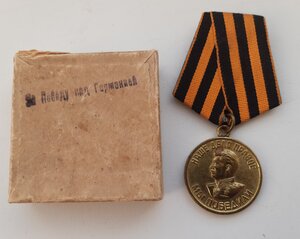 За Победу над Германией
НАШЕ ДЕЛО ПРАВОЕ
МЫ ПОБЕДИЛИ